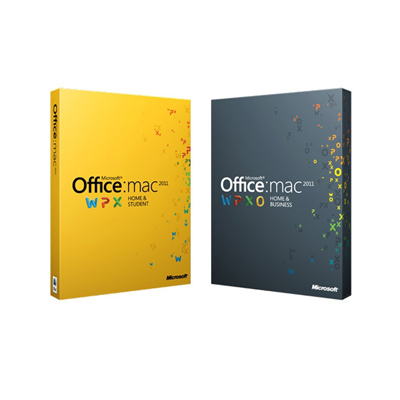 Microsoft®
Office:mac 2011
W P X HOME &
STUDENT
Microsoft
Microsoft®
Office:mac 2011
W P X O HOME &
BUSINESS
Microsoft